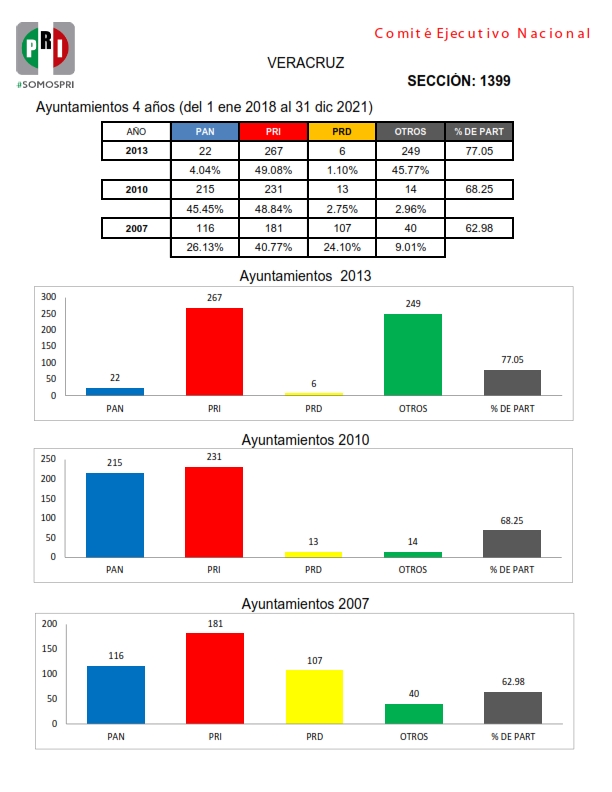 Comité Ejecutivo Nacional
PRI
#SOMOSPRI
VERACRUZ
SECCIÓN: 1399
Ayuntamientos 4 años (del 1 ene 2018 al 31 dic 2021)
AÑO PAN PRI PRD OTROS % DE PART
2013 22 267 6 249 77.05
4.04% 49.08% 1.10% 45.77%
2010 215 231 13 14 68.25
45.45% 48.84% 2.75% 2.96%
2007 116 181 107 40 62.98
26.13% 40.77% 24.10% 9.01%
Ayuntamientos 2013
300
250
200
150
100
50
0
22 267 6 249 77.05
PAN PRI PRD OTROS % DE PART
Ayuntamientos 2010
250
200
150
100
50
0
215 231 13 14 68.25
PAN PRI PRD OTROS % DE PART
Ayuntamientos 2007
200
150
100
50
0
116 181 107 40 62.98
PAN PRI PRD OTROS % DE PART